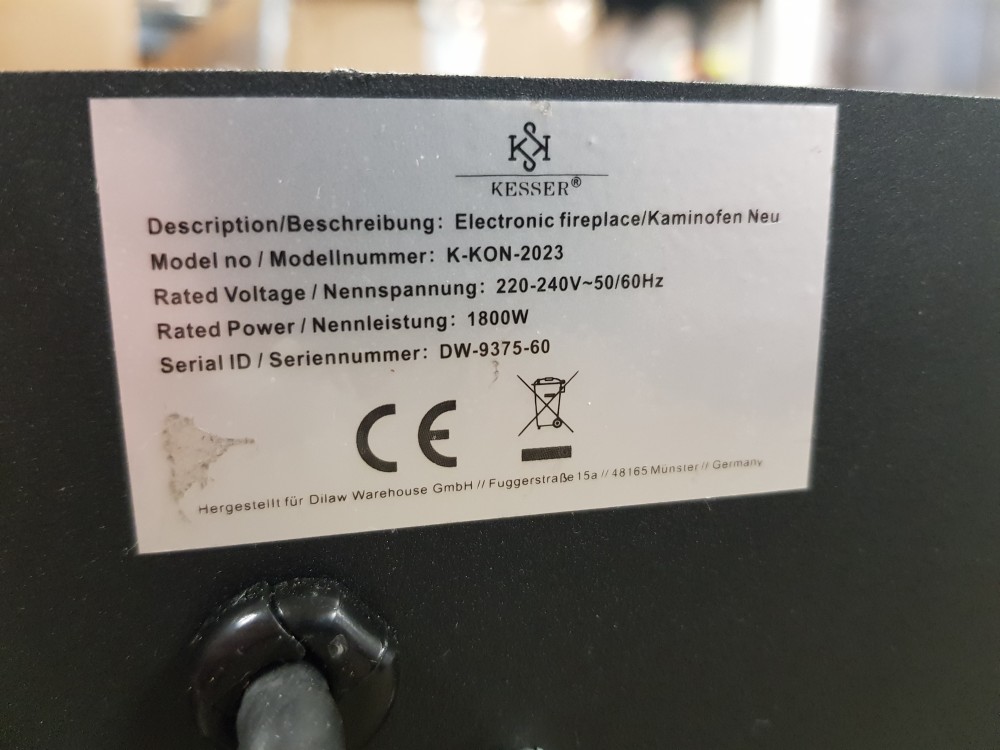 KESSER®
Description/Beschreibung: Electronic fireplace/Kaminofen Neu
Model no / Modellnummer: K-KON-2023
Rated Voltage / Nennspannung: 220-240V~50/60Hz
Rated Power / Nennleistung: 1800W
Serial ID / Seriennummer: DW-9375-60
CE
Hergestellt für Dilaw Warehouse GmbH // Fuggerstraße 15a // 48165 Münster // Germany